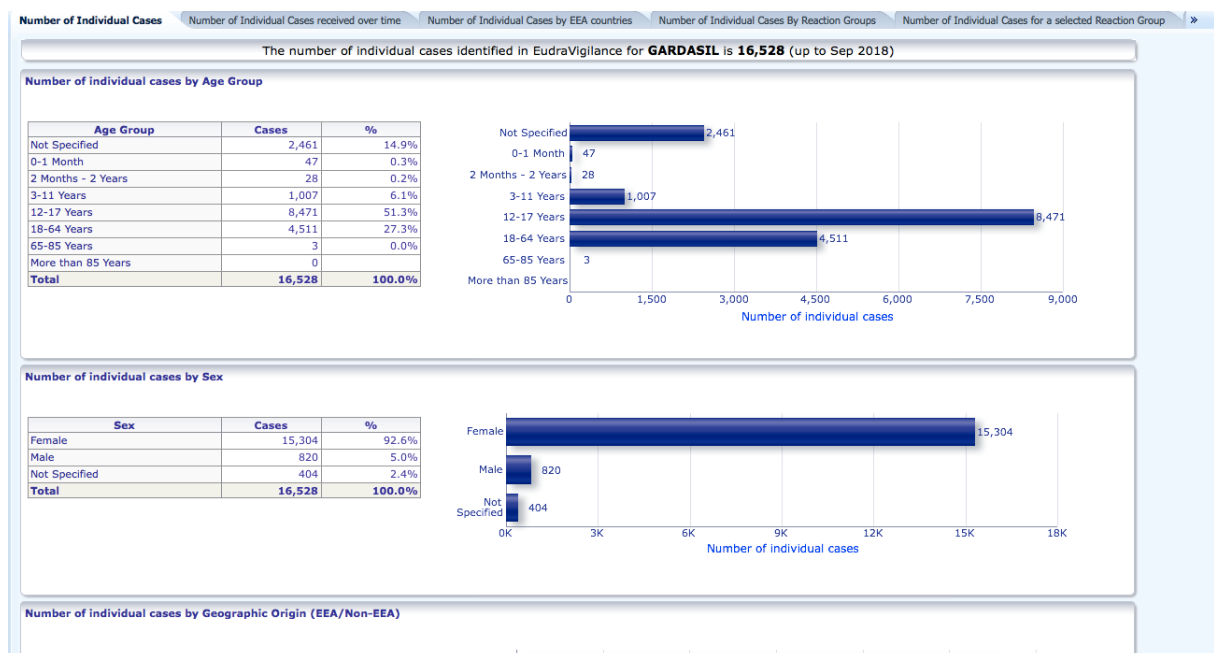 Number of Individual Cases Number of Individual Cases received over time Number of Individual Cases by EEA countries Number of Individual Cases By Reaction Groups Number of Individual Cases for a selected Reaction Group »
The number of individual cases identified in EudraVigilance for GARDASIL is 16,528 (up to Sep 2018)
Number of individual cases by Age Group
Age Group Cases %
Not Specified 2,461 14.9%
0-1 Month 47 0.3%
2 Months - 2 Years 28 0.2%
3-11 Years 1,007 6.1%
12-17 Years 8,471 51.3%
18-64 Years 4,511 27.3%
65-85 Years 3 0.0%
More than 85 Years 0
Total 16,528 100.0%
Not Specified 2,461
0-1 Month 47
2 Months - 2 Years 28
3-11 Years 1,007
12-17 Years 8,471
18-64 Years 4,511
65-85 Years 3
More than 85 Years
0 1,500 3,000 4,500 6,000 7,500 9,000
Number of individual cases
Number of individual cases by Sex
Sex Cases %
Female 15,304 92.6%
Male 820 5.0%
Not Specified 404 2.4%
Total 16,528 100.0%
Female 15,304
Male 820
Not
Specified 404
0K 3K 6K 9K 12K 15K 18K
Number of individual cases
Number of individual cases by Geographic Origin (EEA/Non-EEA)